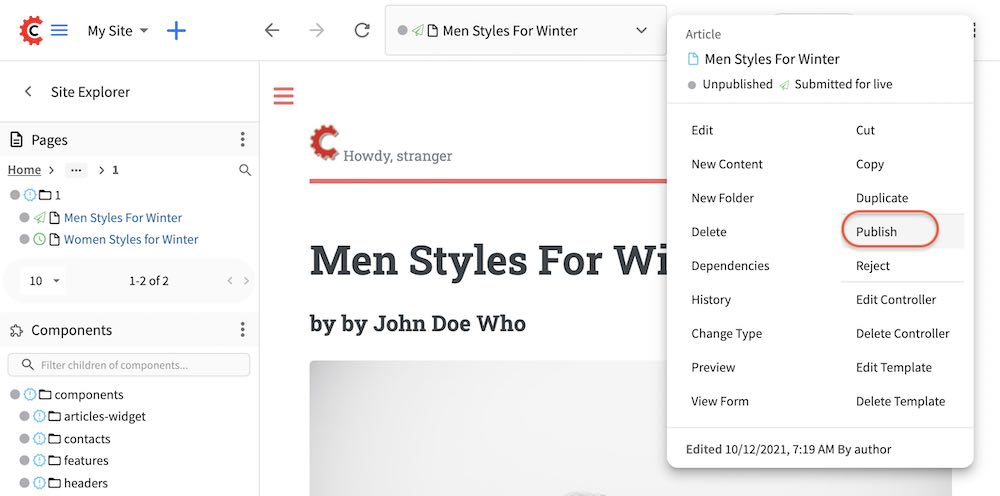 My Site
Men Styles For Winter
Site Explorer
Pages
Home > ... > 1
1
Men Styles For Winter
Women Styles for Winter
10
1-2 of 2
Components
Filter children of components...
components
articles-widget
contacts
features
headers
Howdy, stranger
Men Styles For Wi
by by John Doe Who
Article
Men Styles For Winter
Unpublished Submitted for live
Edit Cut
New Content Copy
New Folder Duplicate
Delete Publish
Dependencies Reject
History Edit Controller
Change Type Delete Controller
Preview Edit Template
View Form Delete Template
Edited 10/12/2021, 7:19 AM By author